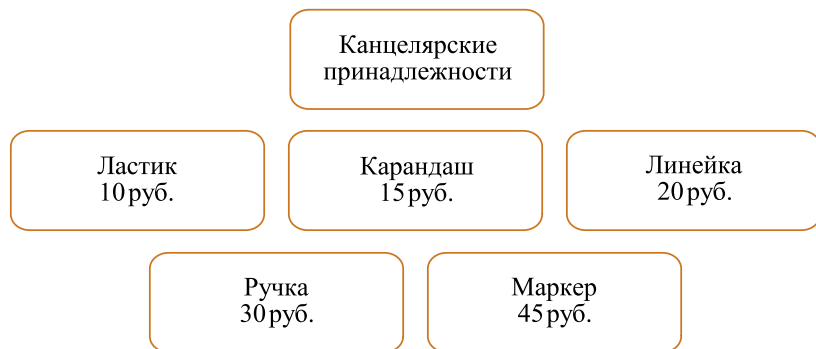 Канцелярские
принадлежности
Ластик
10 руб.
Карандаш
15 руб.
Линейка
20 руб.
Ручка
30 руб.
Маркер
45 руб.